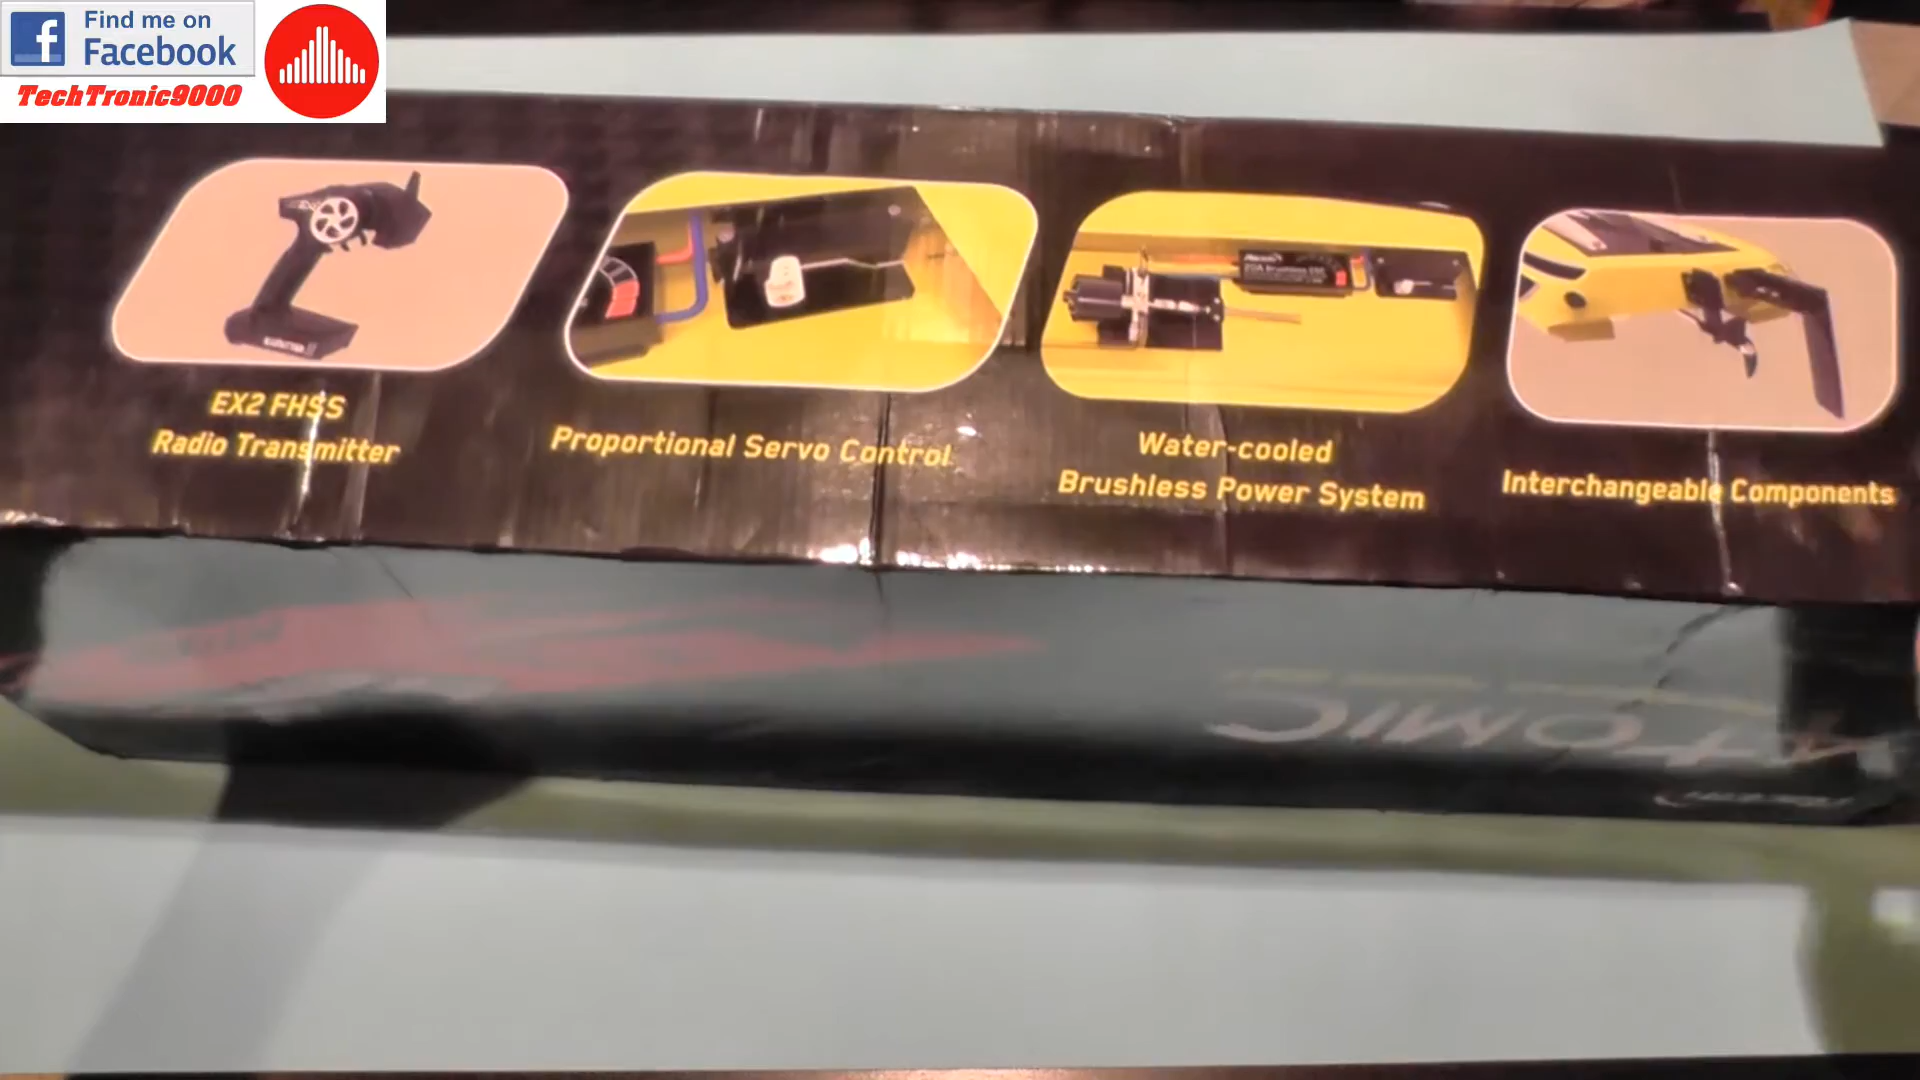 Find me on
Facebook
TechTronic9000
EX2 FHSS
Radio Transmitter
Proportional Servo Control
Water-cooled
Brushless Power System
Interchangeable Components
ATOMIC